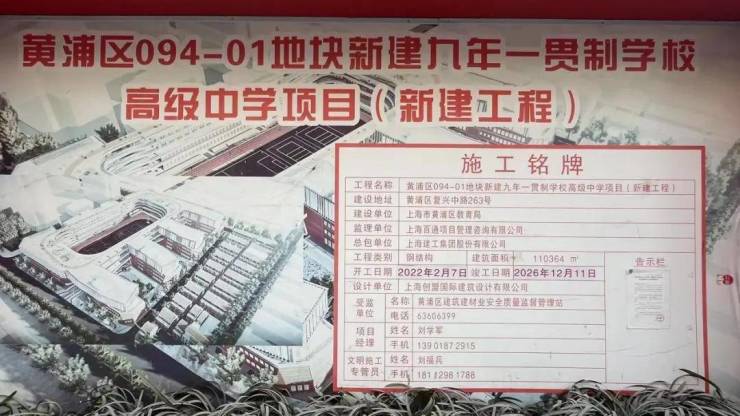 黄浦区094-01地块新建九年一贯制学校
高级中学项目(新建工程)
施工铭牌
工程名称 黄浦区094-01地块新建九年一贯制学校高级中学项目(新建工程)
建设地址 黄浦区复兴中路263号
建设单位 上海市黄浦区教育局
监理单位 上海百通项目管理咨询有限公司
总包单位 上海建工集团股份有限公司
工程类别 钢结构 建筑面积 110364 ㎡ 告示栏
开工日期 2022年2月7日 竣工日期 2026年12月11日
设计单位 上海创盟国际建筑设计有限公司
受监单位 名称 黄浦区建筑建材业安全质量监督管理站
电话 63606399
项目经理 姓名 刘学军
手机 13901872915
文明施工专管员 姓名 刘福兵
手机 18112981788